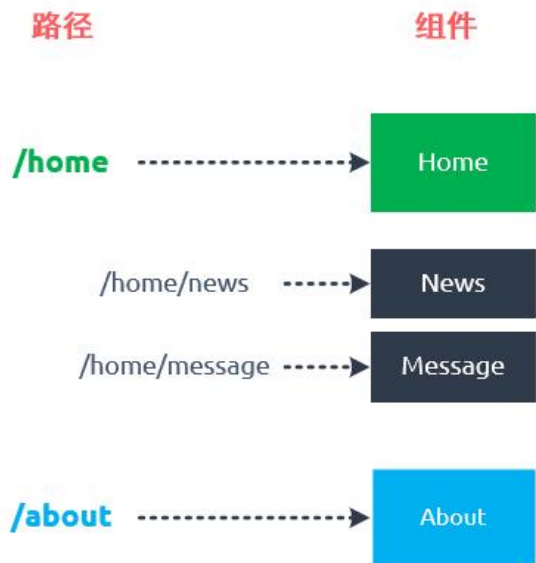 路径 组件
/home Home
/home/news News
/home/message Message
/about About